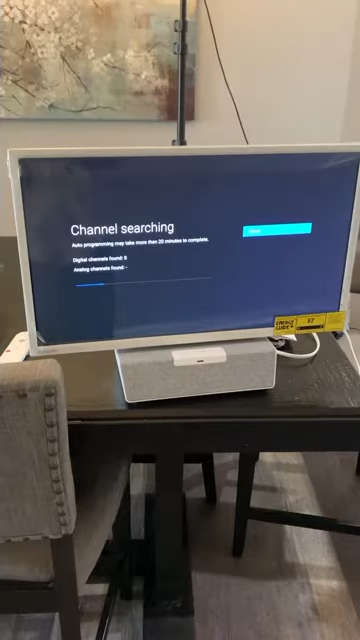 Channel searching
Auto programming may take more than 20 minutes to complete.
Digital channels found: 0
Analog channels found: -
ENERGY
GUIDE